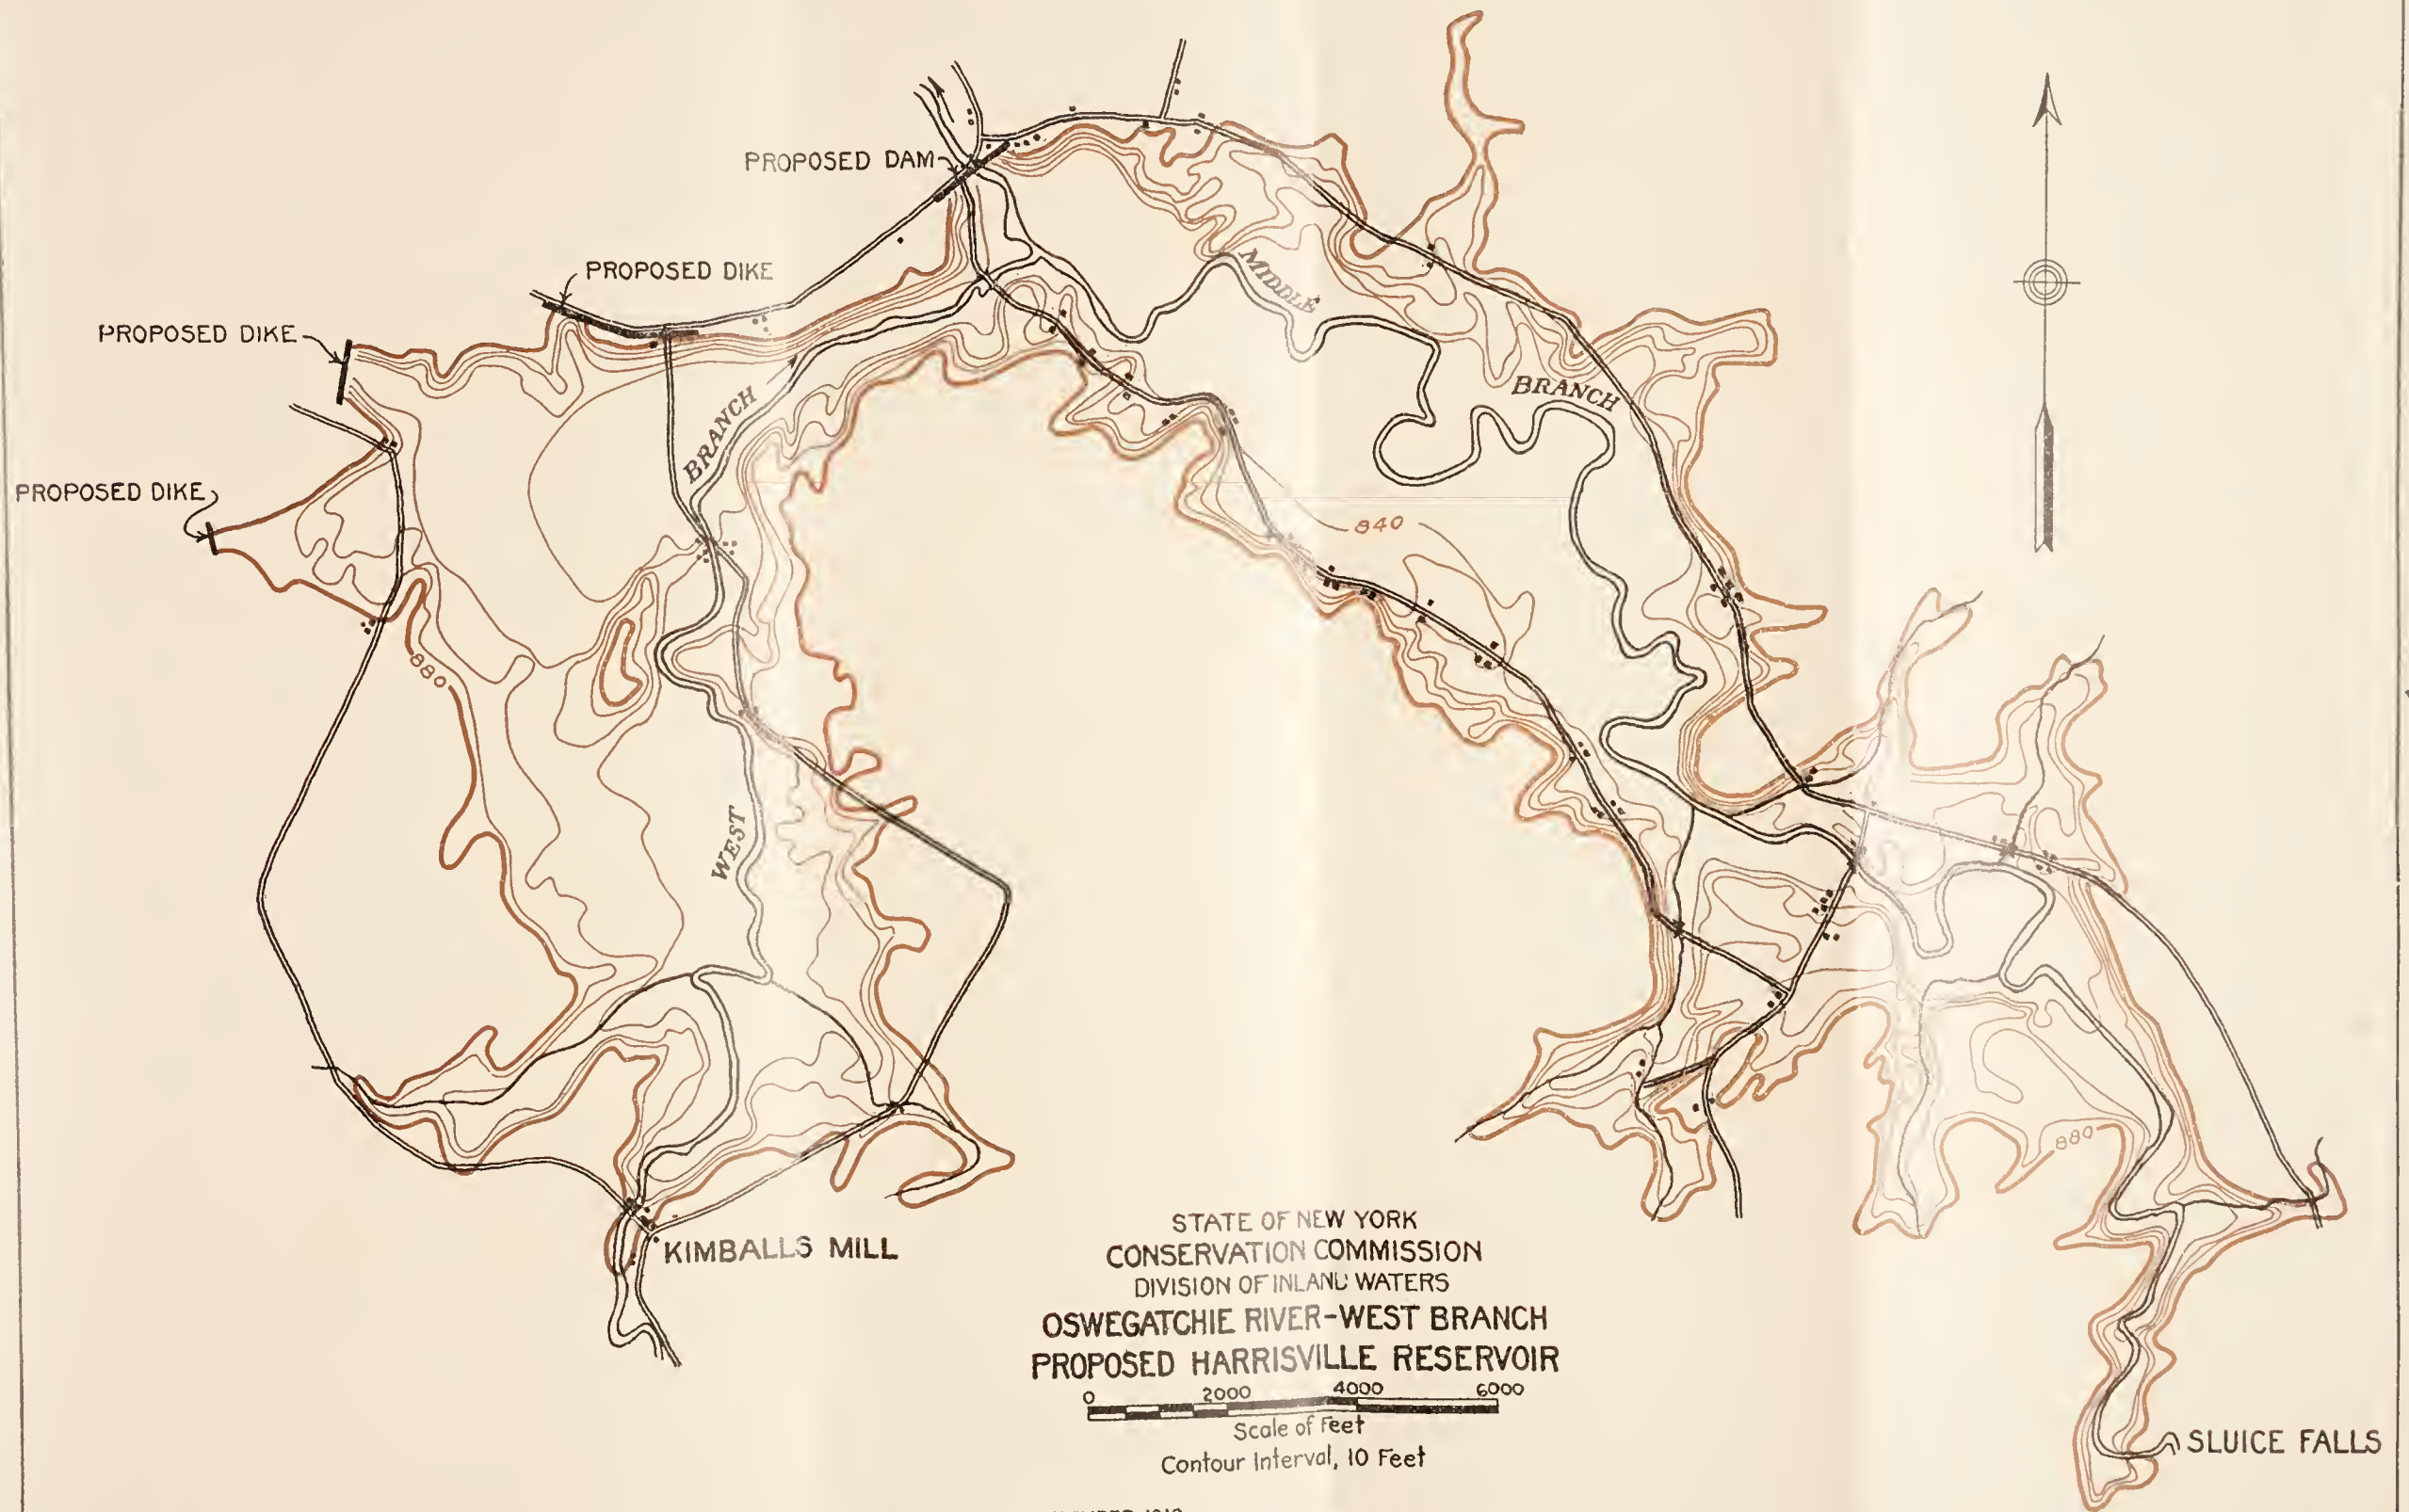 PROPOSED DAM
PROPOSED DIKE
PROPOSED DIKE
PROPOSED DIKE
MIDDLE
BRANCH
BRANCH
WEST
840
880
880
KIMBALLS MILL
SLUICE FALLS
STATE OF NEW YORK
CONSERVATION COMMISSION
DIVISION OF INLAND WATERS
OSWEGATCHIE RIVER-WEST BRANCH
PROPOSED HARRISVILLE RESERVOIR
0 2000 4000 6000
Scale of Feet
Contour Interval, 10 Feet